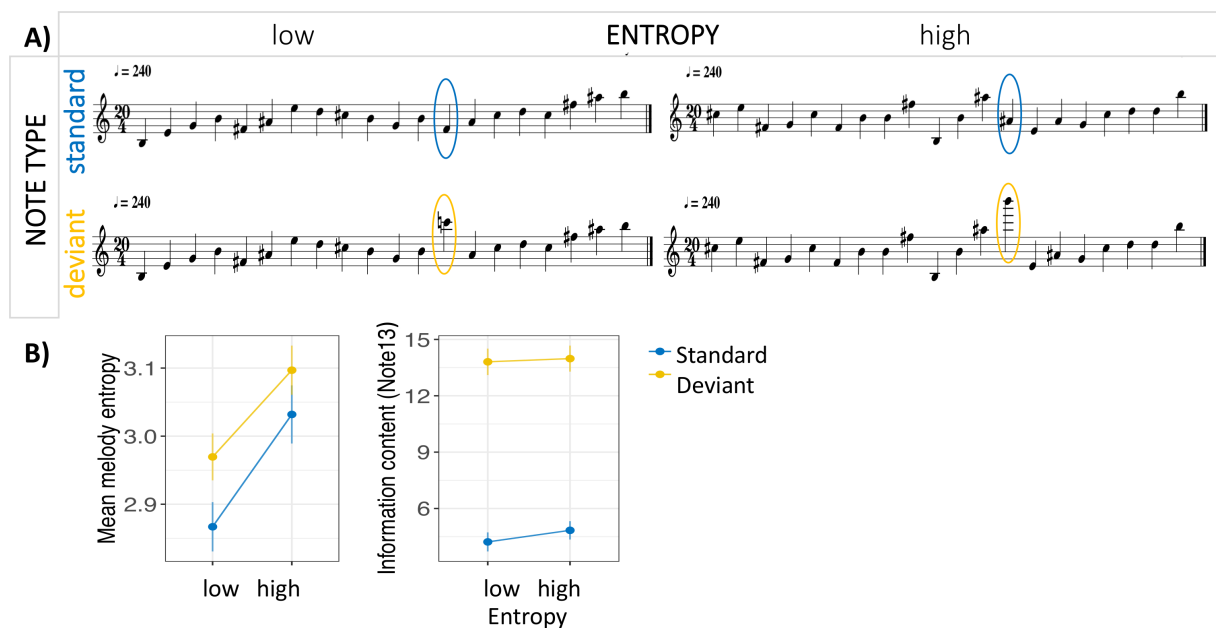 A)
low ENTROPY high
NOTE TYPE
standard
♩ = 240
20
4
♩ = 240
20
4
deviant
♩ = 240
20
4
♩ = 240
20
4
B)
Mean melody entropy
3.1
3.0
2.9
low high
Information content (Note13)
15
14
9
6
low high
Entropy
Standard
Deviant